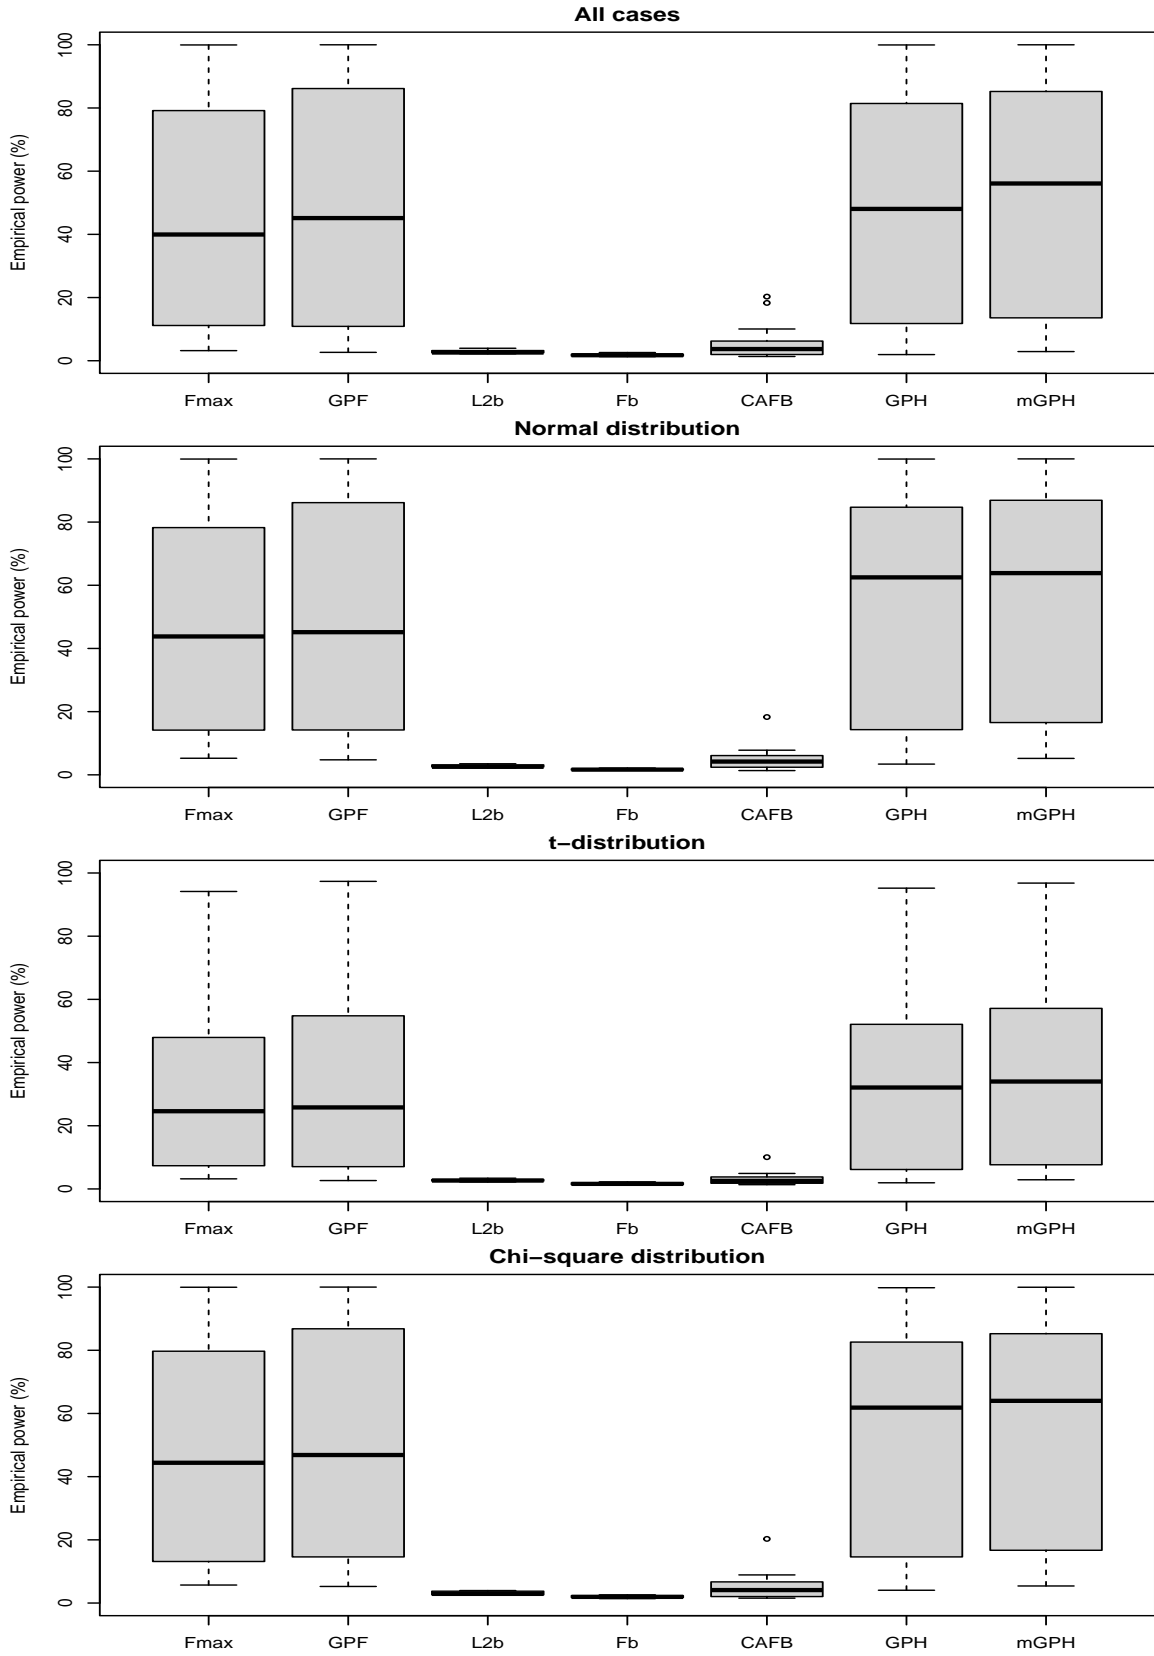 All cases
Empirical power (%)
100
80
60
40
20
0
Fmax GPF L2b Fb CAFB GPH mGPH
Normal distribution
Empirical power (%)
100
80
60
40
20
0
Fmax GPF L2b Fb CAFB GPH mGPH
t−distribution
Empirical power (%)
100
80
60
40
20
0
Fmax GPF L2b Fb CAFB GPH mGPH
Chi−square distribution
Empirical power (%)
100
80
60
40
20
0
Fmax GPF L2b Fb CAFB GPH mGPH